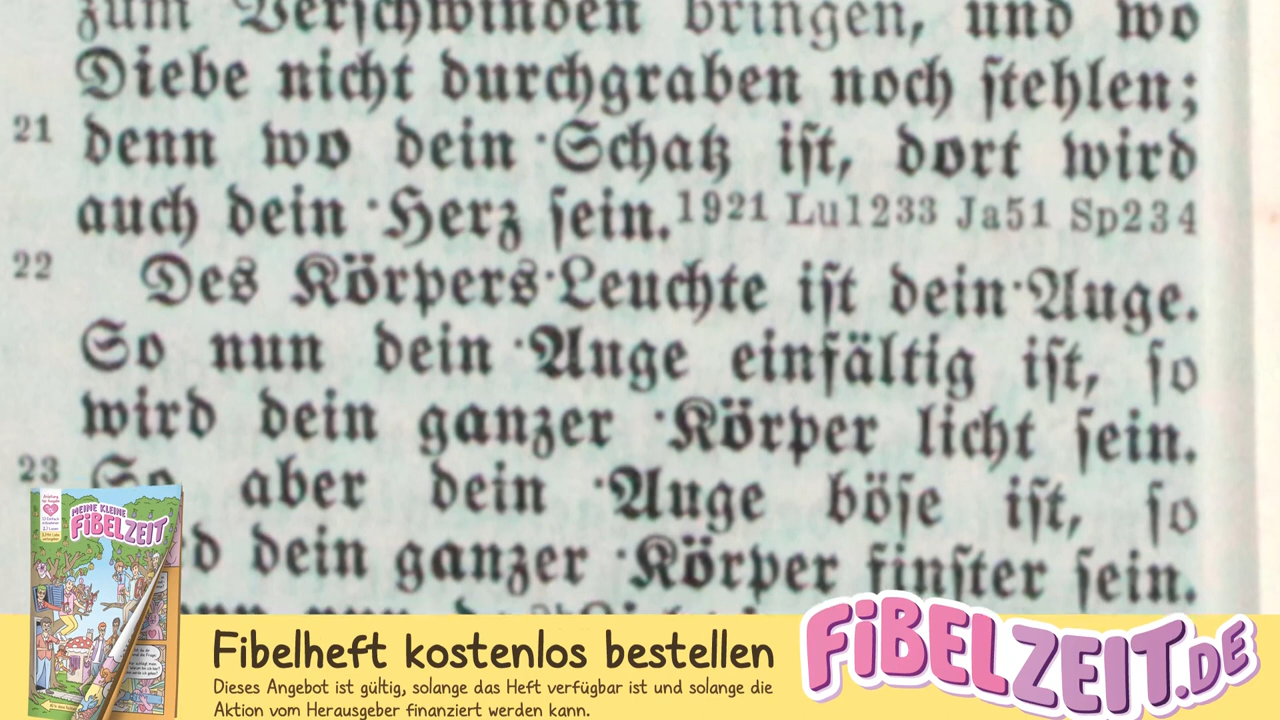 zum Verschwinden bringen, und wo
Diebe nicht durchgraben noch stehlen;
21 denn wo dein ·Schatz ist, dort wird
auch dein ·Herz sein. 1921 Lu1233 Ja51 Sp234
22 Des Körpers·Leuchte ist dein·Auge.
So nun dein ·Auge einfältig ist, so
wird dein ganzer ·Körper licht sein.
23 So aber dein ·Auge böse ist, so
dein ganzer ·Körper finster sein.
MEINE KLEINE
FiBELZEiT
Fibelheft kostenlos bestellen
Dieses Angebot ist gültig, solange das Heft verfügbar ist und solange die
Aktion vom Herausgeber finanziert werden kann.
FiBELZEiT.DE